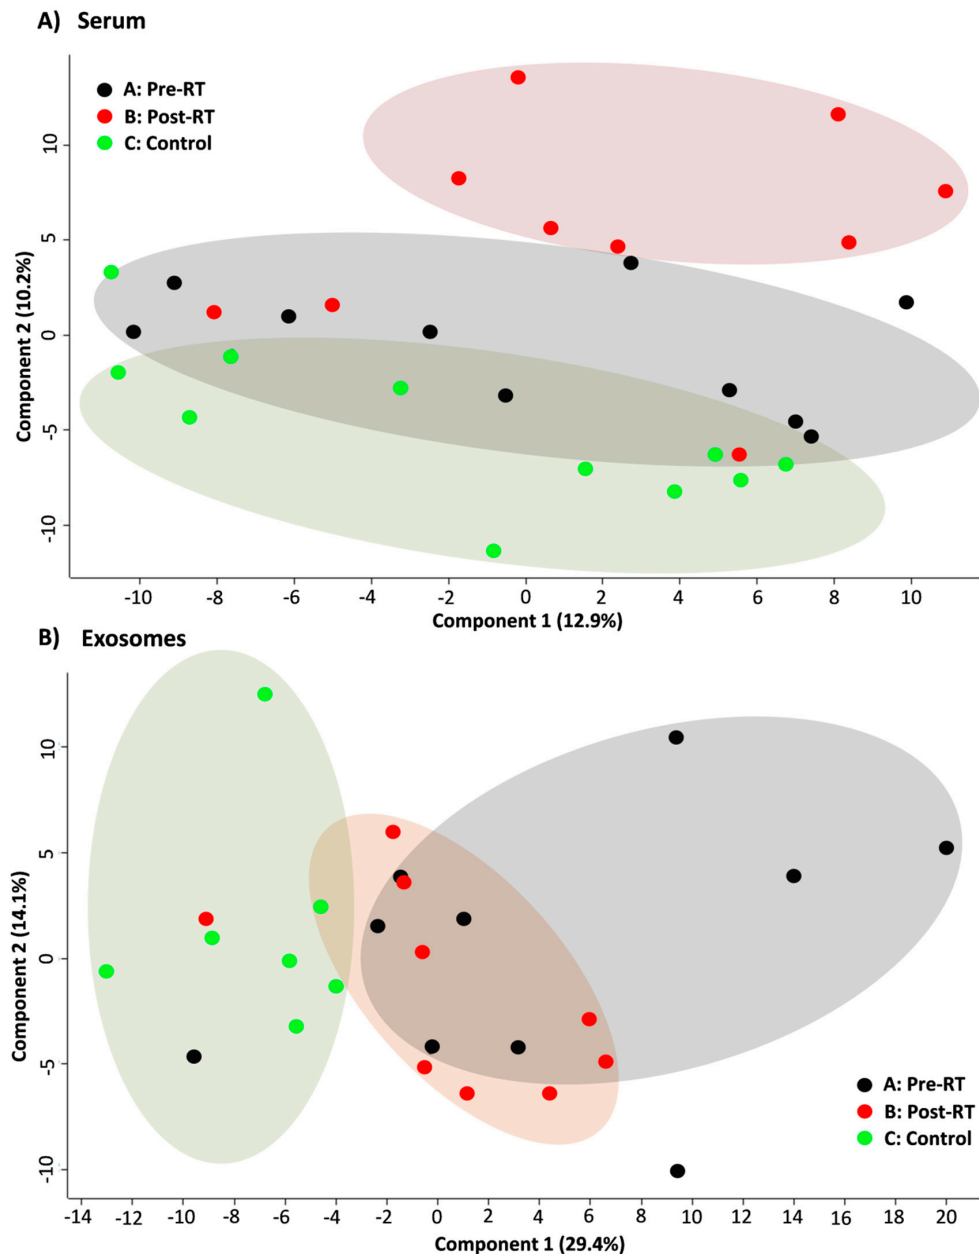 A) Serum
A: Pre-RT
B: Post-RT
C: Control
Component 2 (10.2%)
10
5
0
-5
-10
-10 -8 -6 -4 -2 0 2 4 6 8 10
Component 1 (12.9%)
B) Exosomes
Component 2 (14.1%)
10
5
0
-5
-10
A: Pre-RT
B: Post-RT
C: Control
-14 -12 -10 -8 -6 -4 -2 0 2 4 6 8 10 12 14 16 18 20
Component 1 (29.4%)